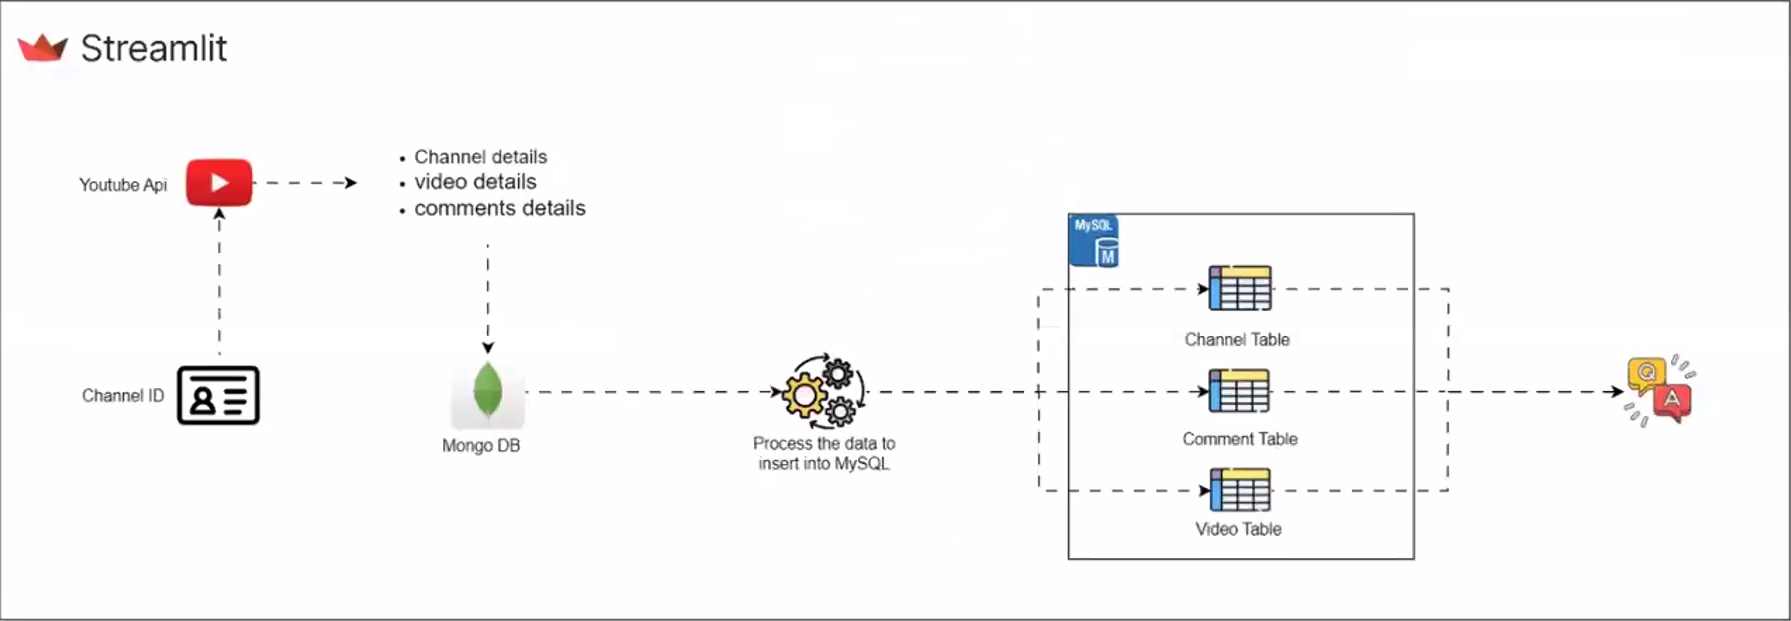 Streamlit
Youtube Api
• Channel details
• video details
• comments details
Channel ID
Mongo DB
Process the data to
insert into MySQL
MySQL
M
Channel Table
Comment Table
Video Table
Q
A